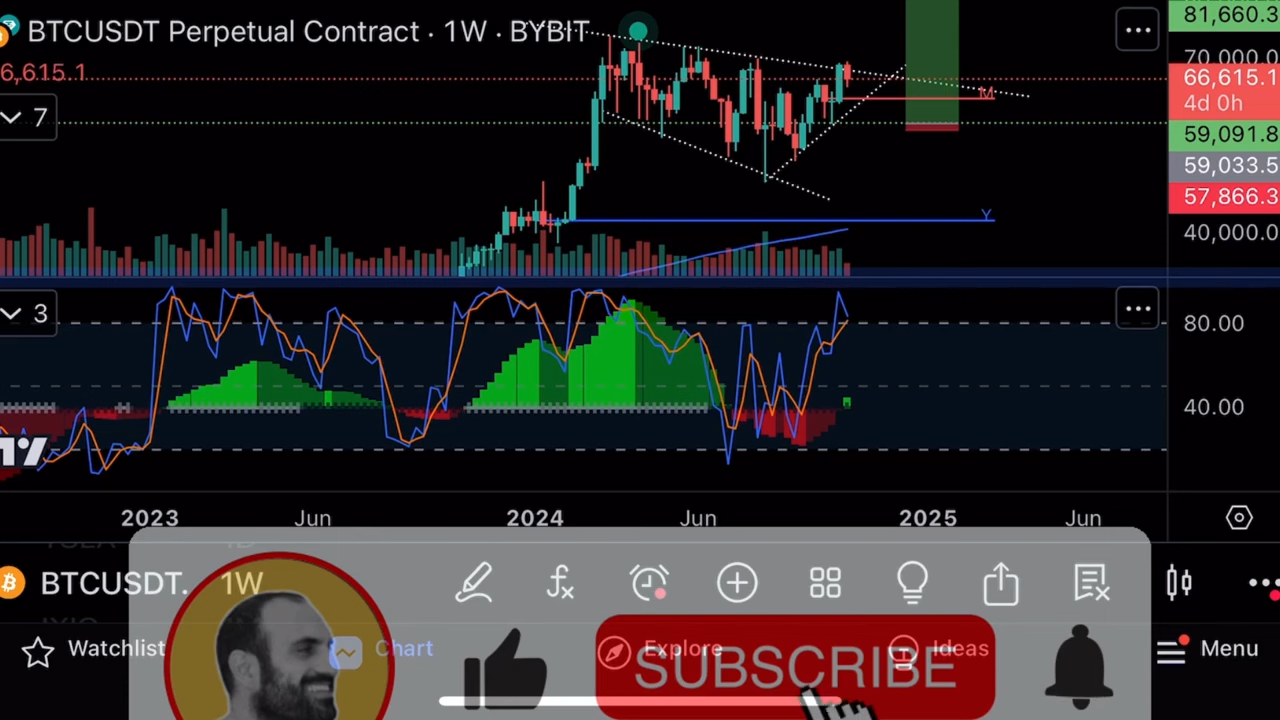 BTCUSDT Perpetual Contract · 1W · BYBIT
6,615.1
7
81,660.3
70,000.0
66,615.1
4d 0h
M
59,091.8
59,033.5
57,866.3
Y
40,000.0
3
80.00
40.00
2023 Jun 2024 Jun 2025 Jun
BTCUSDT. 1W
Watchlist Chart Explore Ideas Menu
SUBSCRIBE